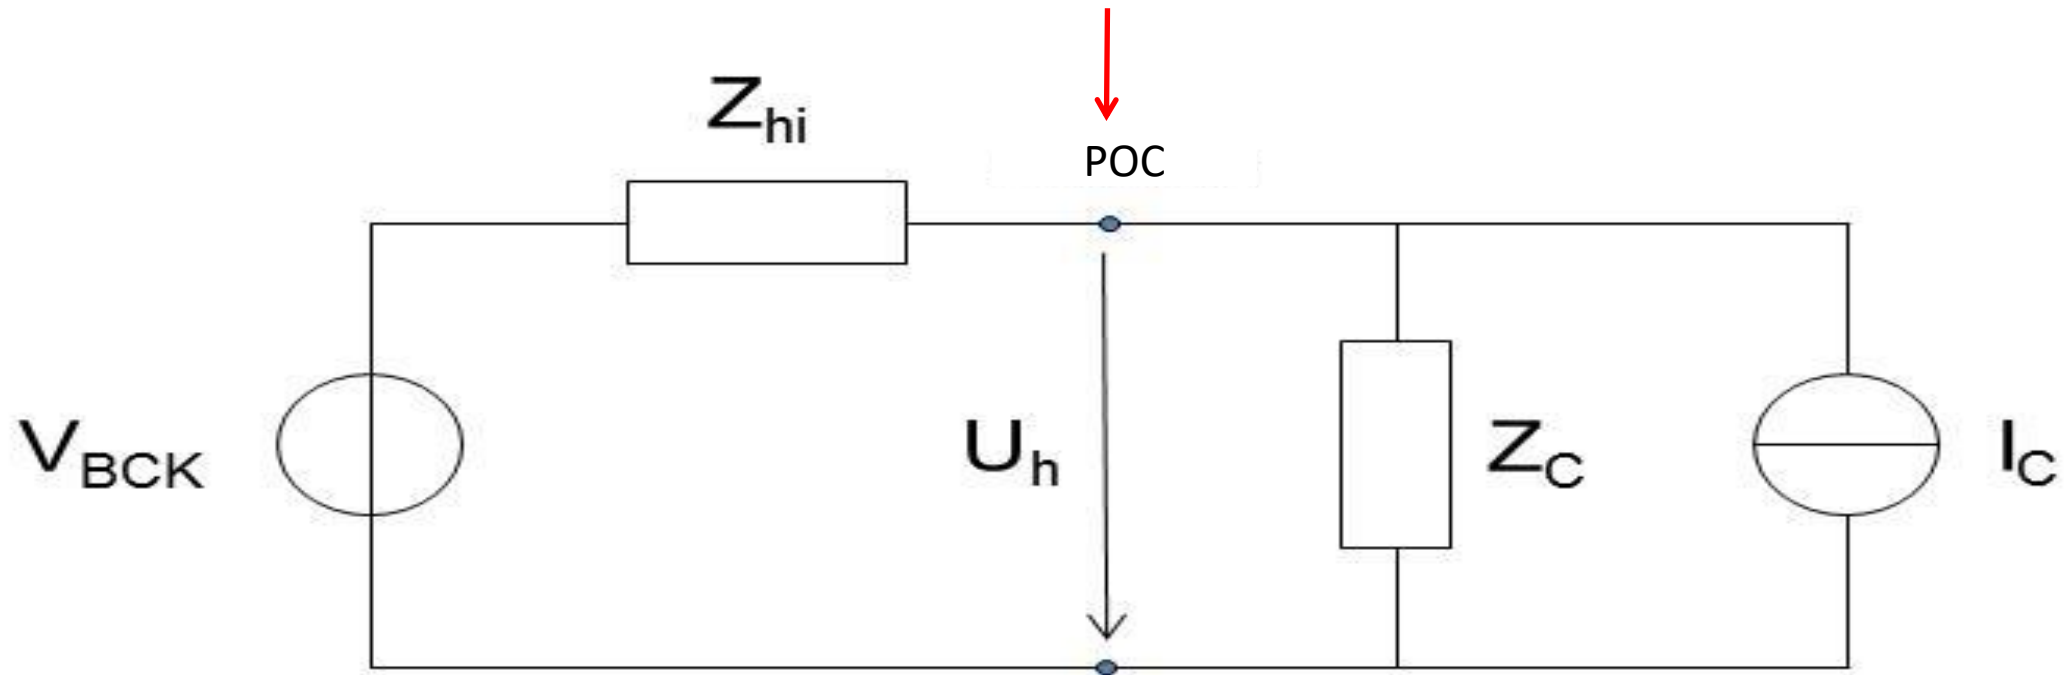 Z_hi
POC
V_BCK
U_h
Z_C
I_C